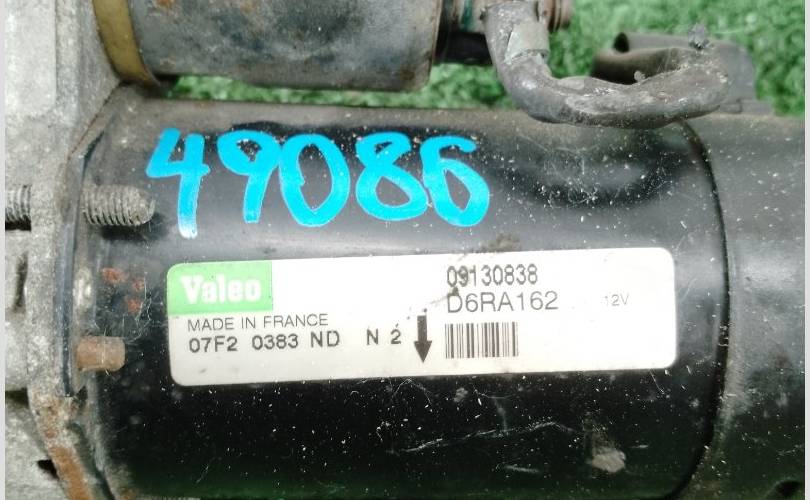 49086
Valeo
09130838
D6RA162 12V
MADE IN FRANCE
07F2 0383 ND N 2